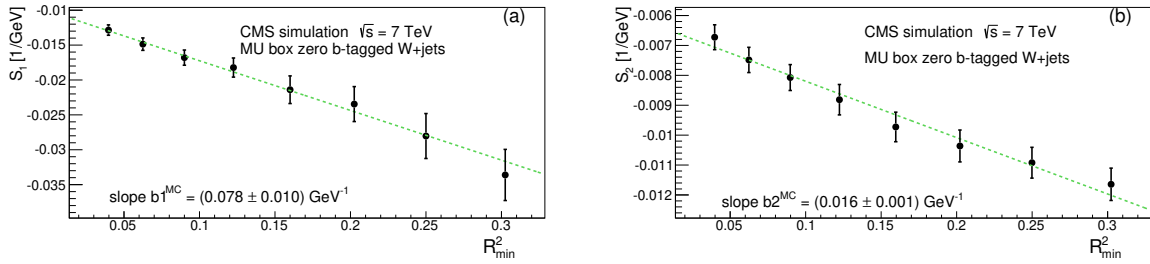 (a)
CMS simulation √s = 7 TeV
MU box zero b-tagged W+jets
S₁ [1/GeV]
-0.01
-0.015
-0.02
-0.025
-0.03
-0.035
slope b1ᴹᶜ = (0.078 ± 0.010) GeV⁻¹
0.05 0.1 0.15 0.2 0.25 0.3
R²min
(b)
CMS simulation √s = 7 TeV
MU box zero b-tagged W+jets
S₂ [1/GeV]
-0.006
-0.007
-0.008
-0.009
-0.01
-0.011
-0.012
slope b2ᴹᶜ = (0.016 ± 0.001) GeV⁻¹
0.05 0.1 0.15 0.2 0.25 0.3
R²min